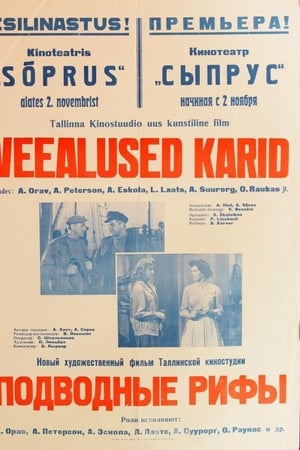 ESILINASTUS!
ПРЕМЬЕРА!
Kinoteatris
"SÕPRUS"
alates 2. novembrist
Кинотеатр
„СЫПРУС"
начиная с 2 ноября
Tallinna Kinostuudio uus kunstiline film
VEEALUSED KARID
A. Orav, A. Peterson, A. Eskola, L. Laats, A. Suurorg, O. Raukas jt.
Новый художественный фильм Таллинской киностудии
ПОДВОДНЫЕ РИФЫ
Роли исполняют:
А. Орав, А. Петерсон, А. Эскола, Л. Лаатс, А. Суурорг, О. Раукас и др.